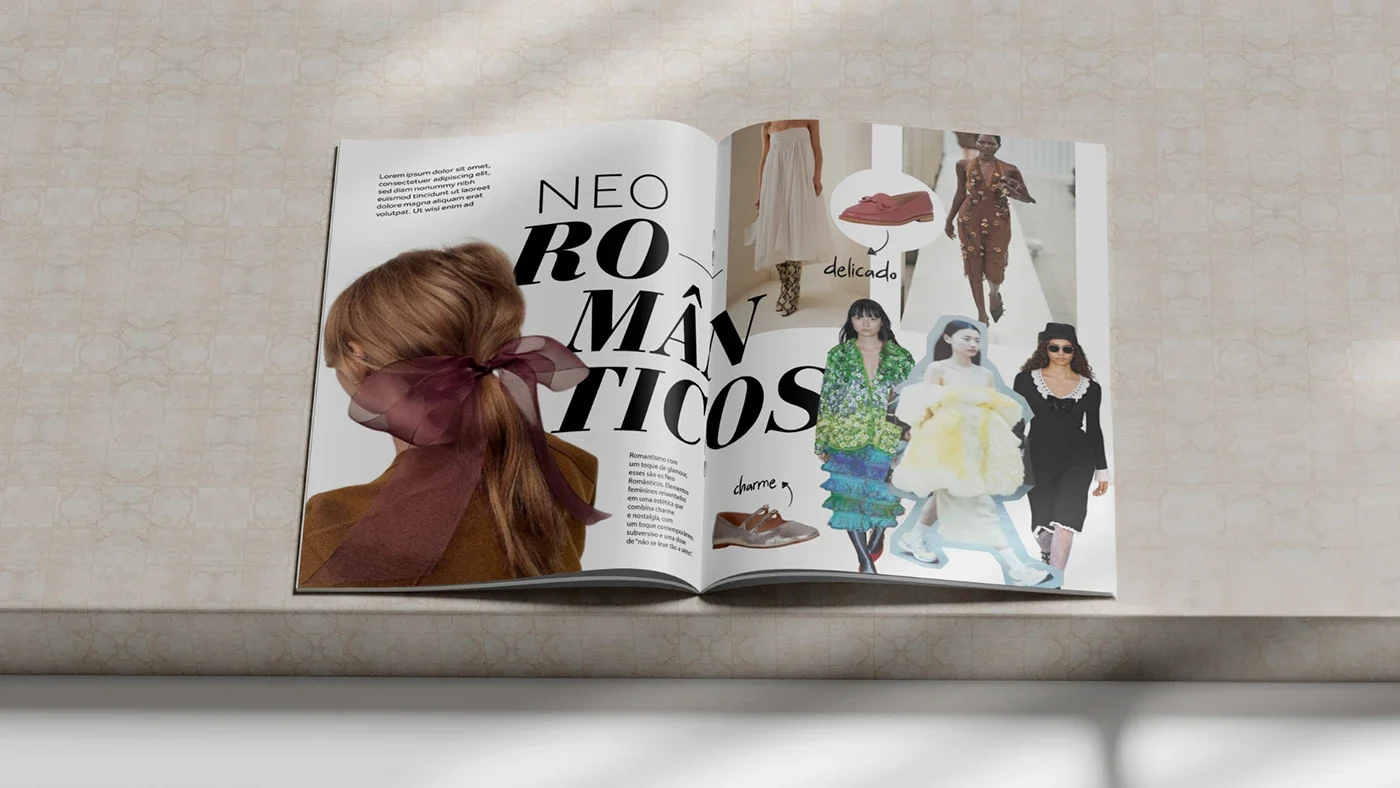 Lorem ipsum dolor sit amet,
consectetuer adipiscing elit,
sed diam nonummy nibh
euismod tincidunt ut laoreet
dolore magna aliquam erat
volutpat. Ut wisi enim ad
NEO
RO
MÂN
TICOS
Romantismo com
um toque de glamour,
esses são os Neo
Românticos. Elementos
femininos reiventados
em uma estética que
combina charme
e nostalgia, com
um toque contemporâneo,
subversivo e uma dose
de "não se leve tão a sério".
delicado
charme